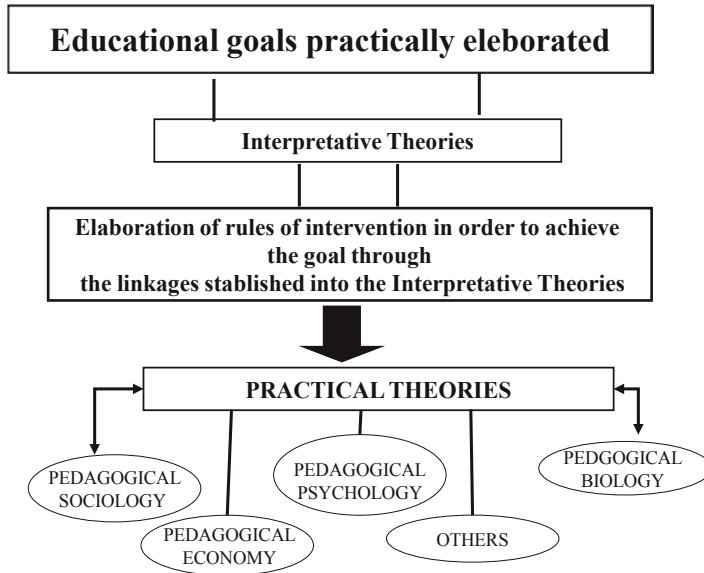 Educational goals practically eleborated
Interpretative Theories
Elaboration of rules of intervention in order to achieve
the goal through
the linkages stablished into the Interpretative Theories
PRACTICAL THEORIES
PEDAGOGICAL
SOCIOLOGY
PEDAGOGICAL
ECONOMY
PEDAGOGICAL
PSYCHOLOGY
OTHERS
PEDGOGICAL
BIOLOGY